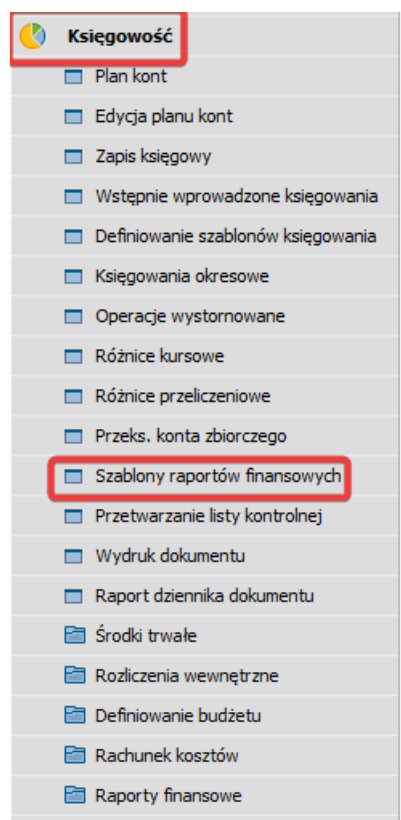 Księgowość
Plan kont
Edycja planu kont
Zapis księgowy
Wstępnie wprowadzone księgowania
Definiowanie szablonów księgowania
Księgowania okresowe
Operacje wystornowane
Różnice kursowe
Różnice przeliczeniowe
Przeks. konta zbiorczego
Szablony raportów finansowych
Przetwarzanie listy kontrolnej
Wydruk dokumentu
Raport dziennika dokumentu
Środki trwałe
Rozliczenia wewnętrzne
Definiowanie budżetu
Rachunek kosztów
Raporty finansowe